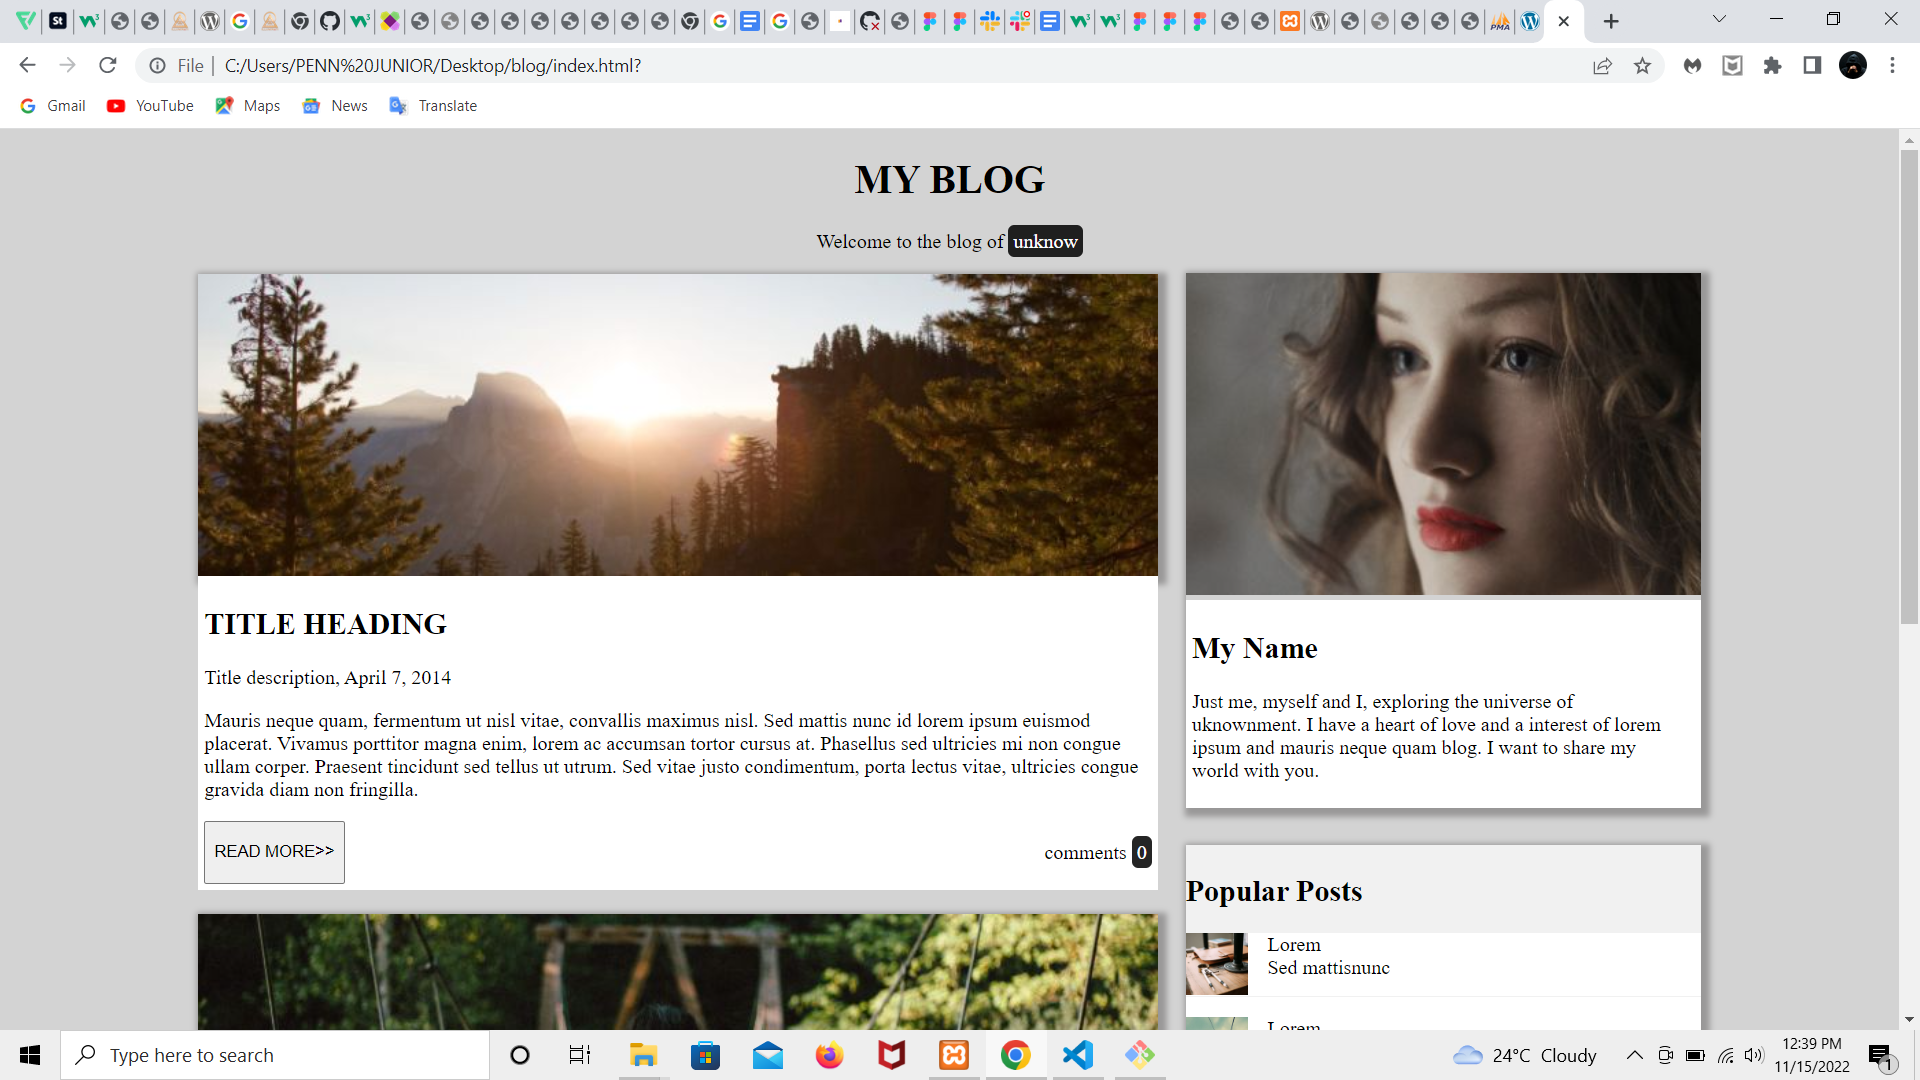 St
PMA
File
C:/Users/PENN%20JUNIOR/Desktop/blog/index.html?
Gmail YouTube Maps News Translate
MY BLOG
Welcome to the blog of unknow
TITLE HEADING
Title description, April 7, 2014
Mauris neque quam, fermentum ut nisl vitae, convallis maximus nisl. Sed mattis nunc id lorem ipsum euismod
placerat. Vivamus porttitor magna enim, lorem ac accumsan tortor cursus at. Phasellus sed ultricies mi non congue
ullam corper. Praesent tincidunt sed tellus ut utrum. Sed vitae justo condimentum, porta lectus vitae, ultricies congue
gravida diam non fringilla.
READ MORE>>
comments 0
My Name
Just me, myself and I, exploring the universe of
uknownment. I have a heart of love and a interest of lorem
ipsum and mauris neque quam blog. I want to share my
world with you.
Popular Posts
Lorem
Sed mattisnunc
Lorem
Type here to search
24°C Cloudy
12:39 PM
11/15/2022
1